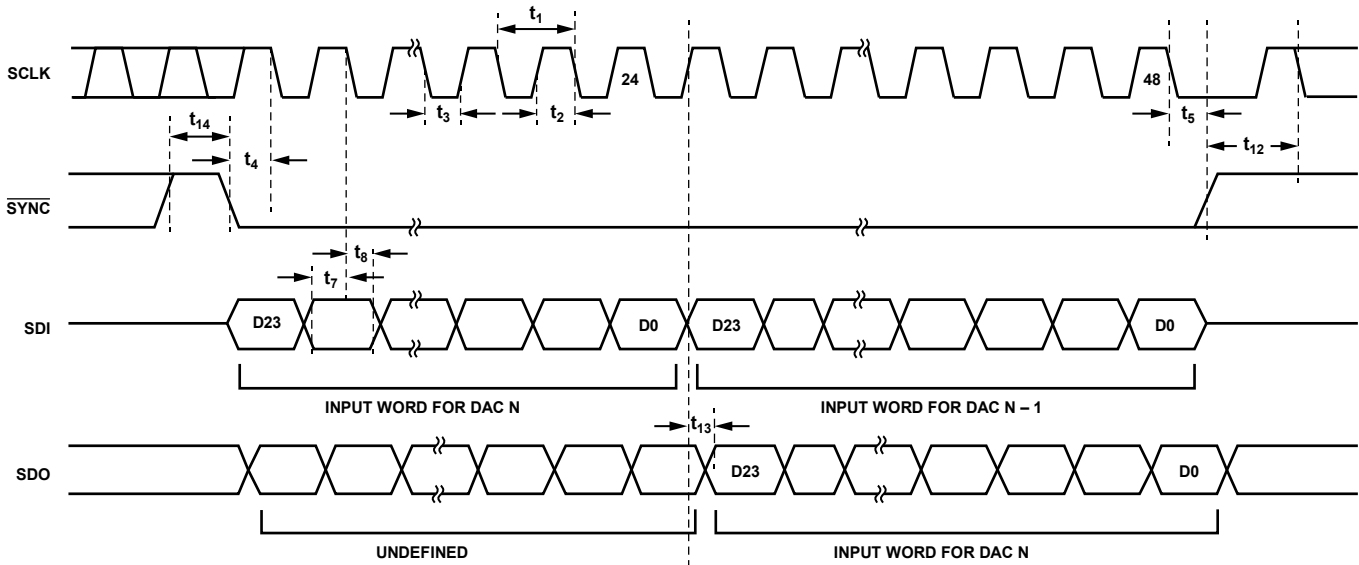 t1
SCLK
24
48
t3
t2
t5
t14
t4
t12
SYNC
t8
t7
SDI
D23
D0
D23
D0
INPUT WORD FOR DAC N
INPUT WORD FOR DAC N – 1
t13
SDO
D23
D0
UNDEFINED
INPUT WORD FOR DAC N